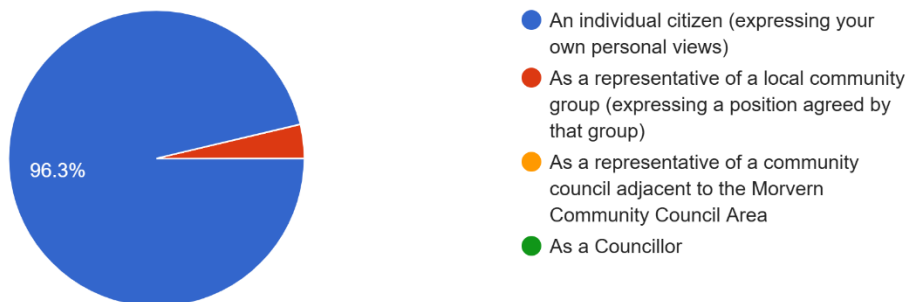 96.3%
An individual citizen (expressing your
own personal views)
As a representative of a local community
group (expressing a position agreed by
that group)
As a representative of a community
council adjacent to the Morvern
Community Council Area
As a Councillor